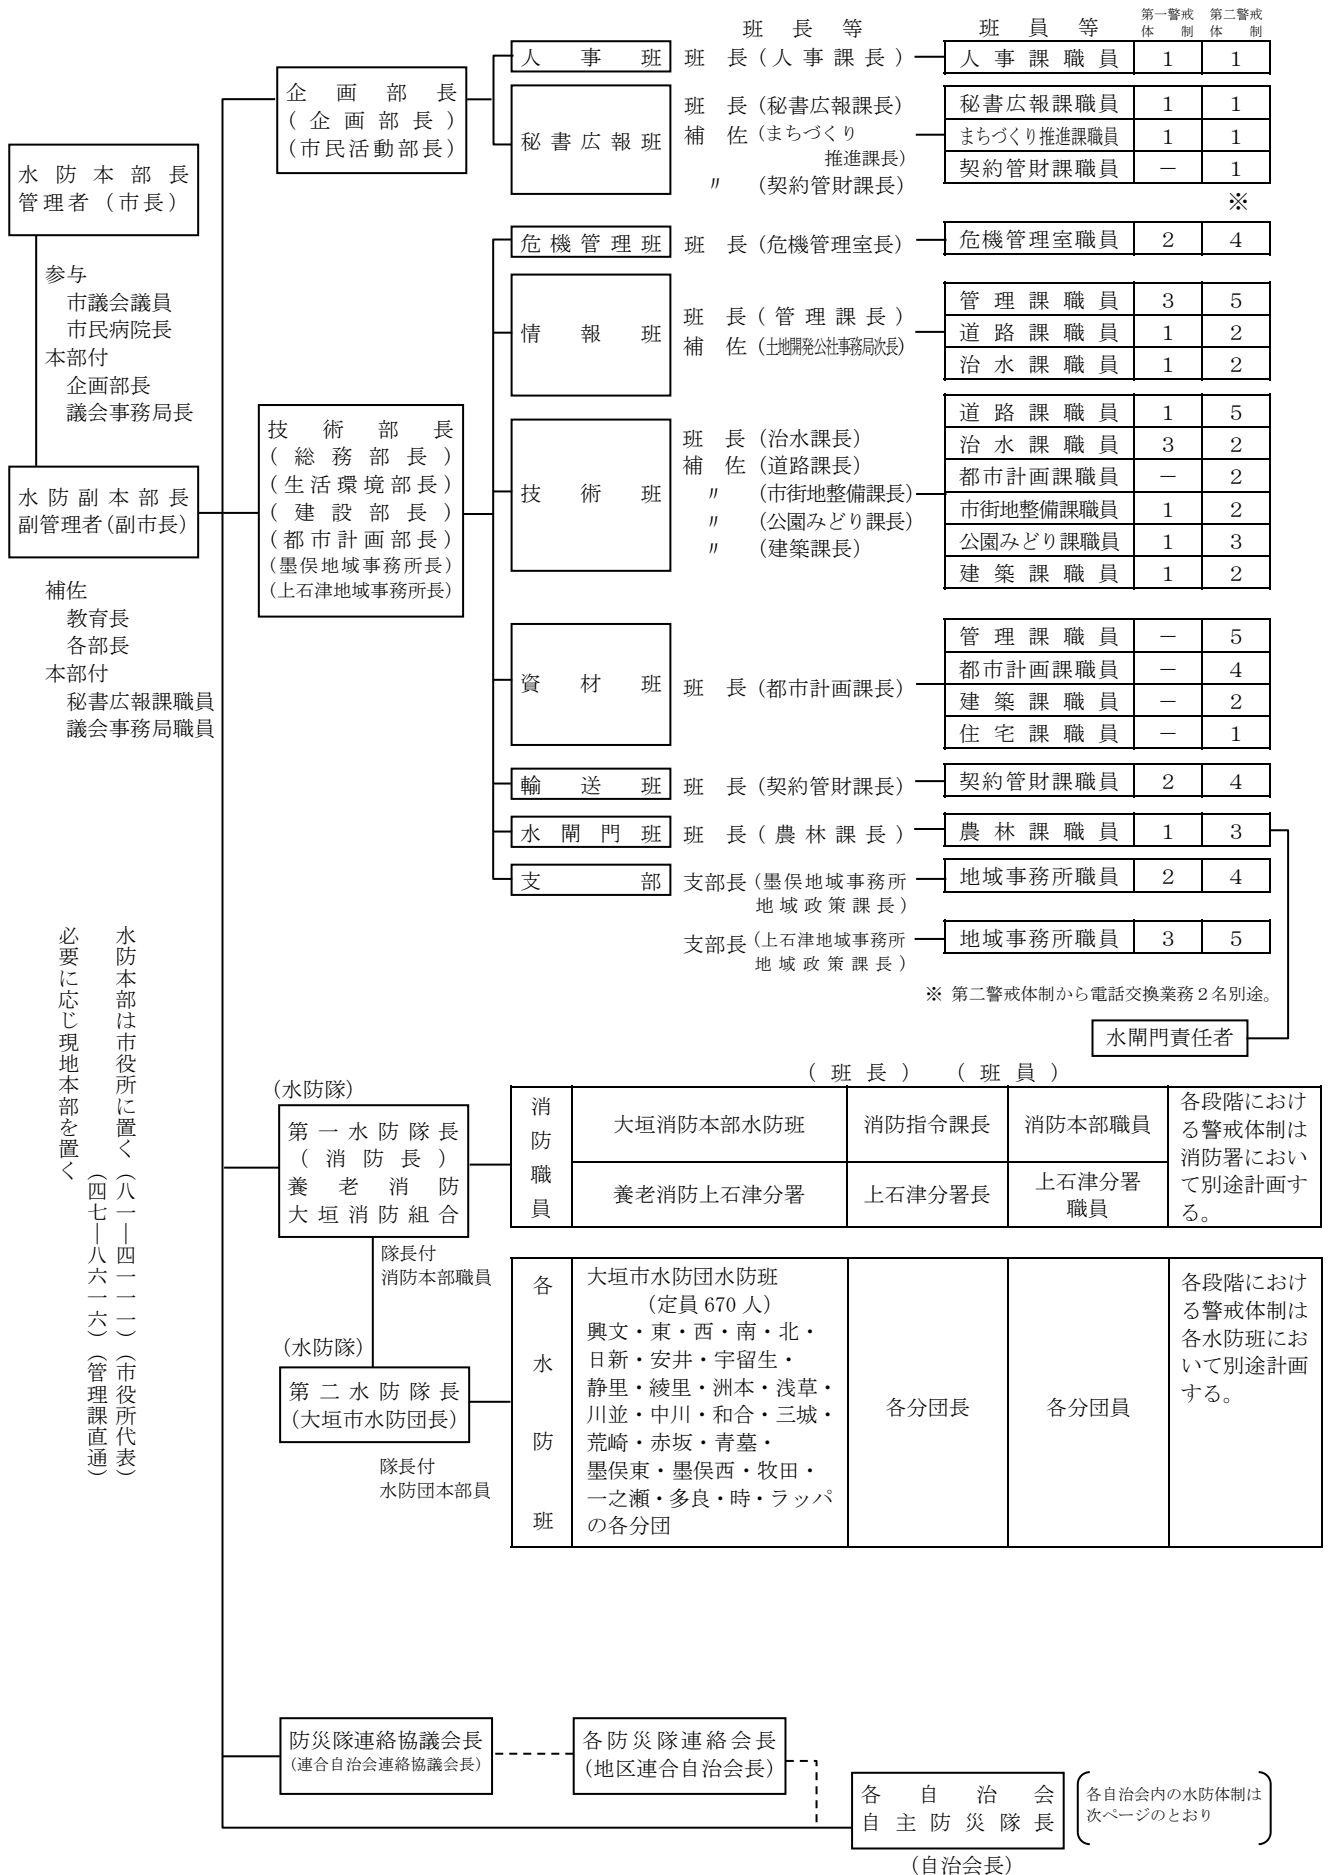 水防本部長
管理者（市長）
参与
市議会議員
市民病院長
本部付
企画部長
議会事務局長
水防副本部長
副管理者（副市長）
補佐
教育長
各部長
本部付
秘書広報課職員
議会事務局職員
企画部長
（企画部長）
（市民活動部長）
班長等
班員等
第一警戒
体制
第二警戒
体制
人事班 班長（人事課長） 人事課職員 1 1
秘書広報班
班長（秘書広報課長）
補佐（まちづくり
推進課長）
〃（契約管財課長）
秘書広報課職員 1 1
まちづくり推進課職員 1 1
契約管財課職員 － 1
※
技術部長
（総務部長）
（生活環境部長）
（建設部長）
（都市計画部長）
（墨俣地域事務所長）
（上石津地域事務所長）
危機管理班 班長（危機管理室長） 危機管理室職員 2 4
情報班
班長（管理課長）
補佐（土地開発公社事務局次長）
管理課職員 3 5
道路課職員 1 2
治水課職員 1 2
技術班
班長（治水課長）
補佐（道路課長）
〃（市街地整備課長）
〃（公園みどり課長）
〃（建築課長）
道路課職員 1 5
治水課職員 3 2
都市計画課職員 － 2
市街地整備課職員 1 2
公園みどり課職員 1 3
建築課職員 1 2
資材班 班長（都市計画課長）
管理課職員 － 5
都市計画課職員 － 4
建築課職員 － 2
住宅課職員 － 1
輸送班 班長（契約管財課長） 契約管財課職員 2 4
水閘門班 班長（農林課長） 農林課職員 1 3
支部 支部長（墨俣地域事務所
地域政策課長）
地域事務所職員 2 4
支部長（上石津地域事務所
地域政策課長）
地域事務所職員 3 5
※ 第二警戒体制から電話交換業務２名別途。
水閘門責任者
水防本部は市役所に置く（八一―四一一一）（市役所代表）
（四七―八六一六）（管理課直通）
必要に応じ現地本部を置く
（水防隊）
第一水防隊長
（消防長）
養老消防
大垣消防組合
隊長付
消防本部職員
（班長） （班員）
消防職員
大垣消防本部水防班 消防指令課長 消防本部職員
養老消防上石津分署 上石津分署長 上石津分署
職員
各段階におけ
る警戒体制は
消防署におい
て別途計画す
る。
（水防隊）
第二水防隊長
（大垣市水防団長）
隊長付
水防団本部員
各水防班
大垣市水防団水防班
（定員 670 人）
興文・東・西・南・北・
日新・安井・宇留生・
静里・綾里・洲本・浅草・
川並・中川・和合・三城・
荒崎・赤坂・青墓・
墨俣東・墨俣西・牧田・
一之瀬・多良・時・ラッパ
の各分団
各分団長
各分団員
各段階におけ
る警戒体制は
各水防班にお
いて別途計画
する。
防災隊連絡協議会長
（連合自治会連絡協議会長）
各防災隊連絡会長
（地区連合自治会長）
各自治会
自主防災隊長
（自治会長）
各自治会内の水防体制は
次ページのとおり